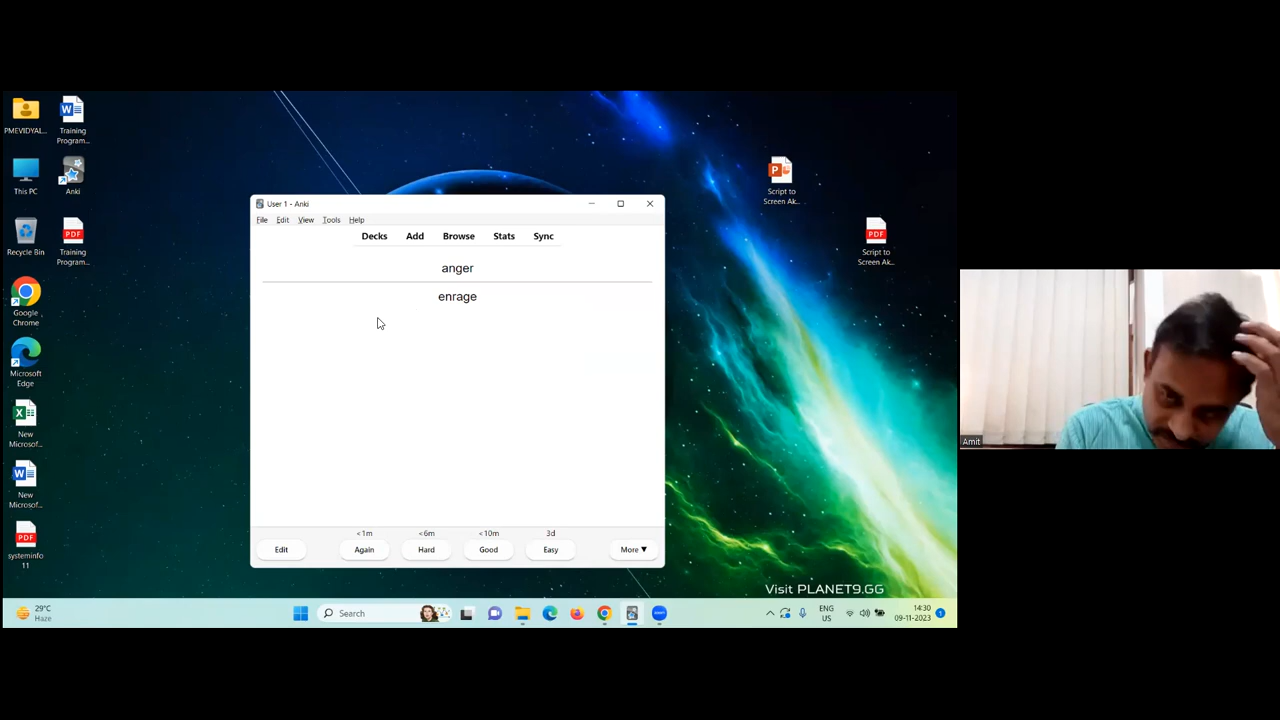 PMEVIDYAL...
Training
Program...
This PC
Anki
Recycle Bin
Training
Program...
Google
Chrome
Microsoft
Edge
New
Microsof...
New
Microsof...
systeminfo
11
Script to
Screen Ak...
Script to
Screen Ak...
User 1 - Anki
File Edit View Tools Help
Decks Add Browse Stats Sync
anger
enrage
<1m <6m <10m 3d
Edit Again Hard Good Easy More ▼
Visit PLANET9.GG
29°C
Haze
Search
ENG
US
14:30
09-11-2023
1
Amit